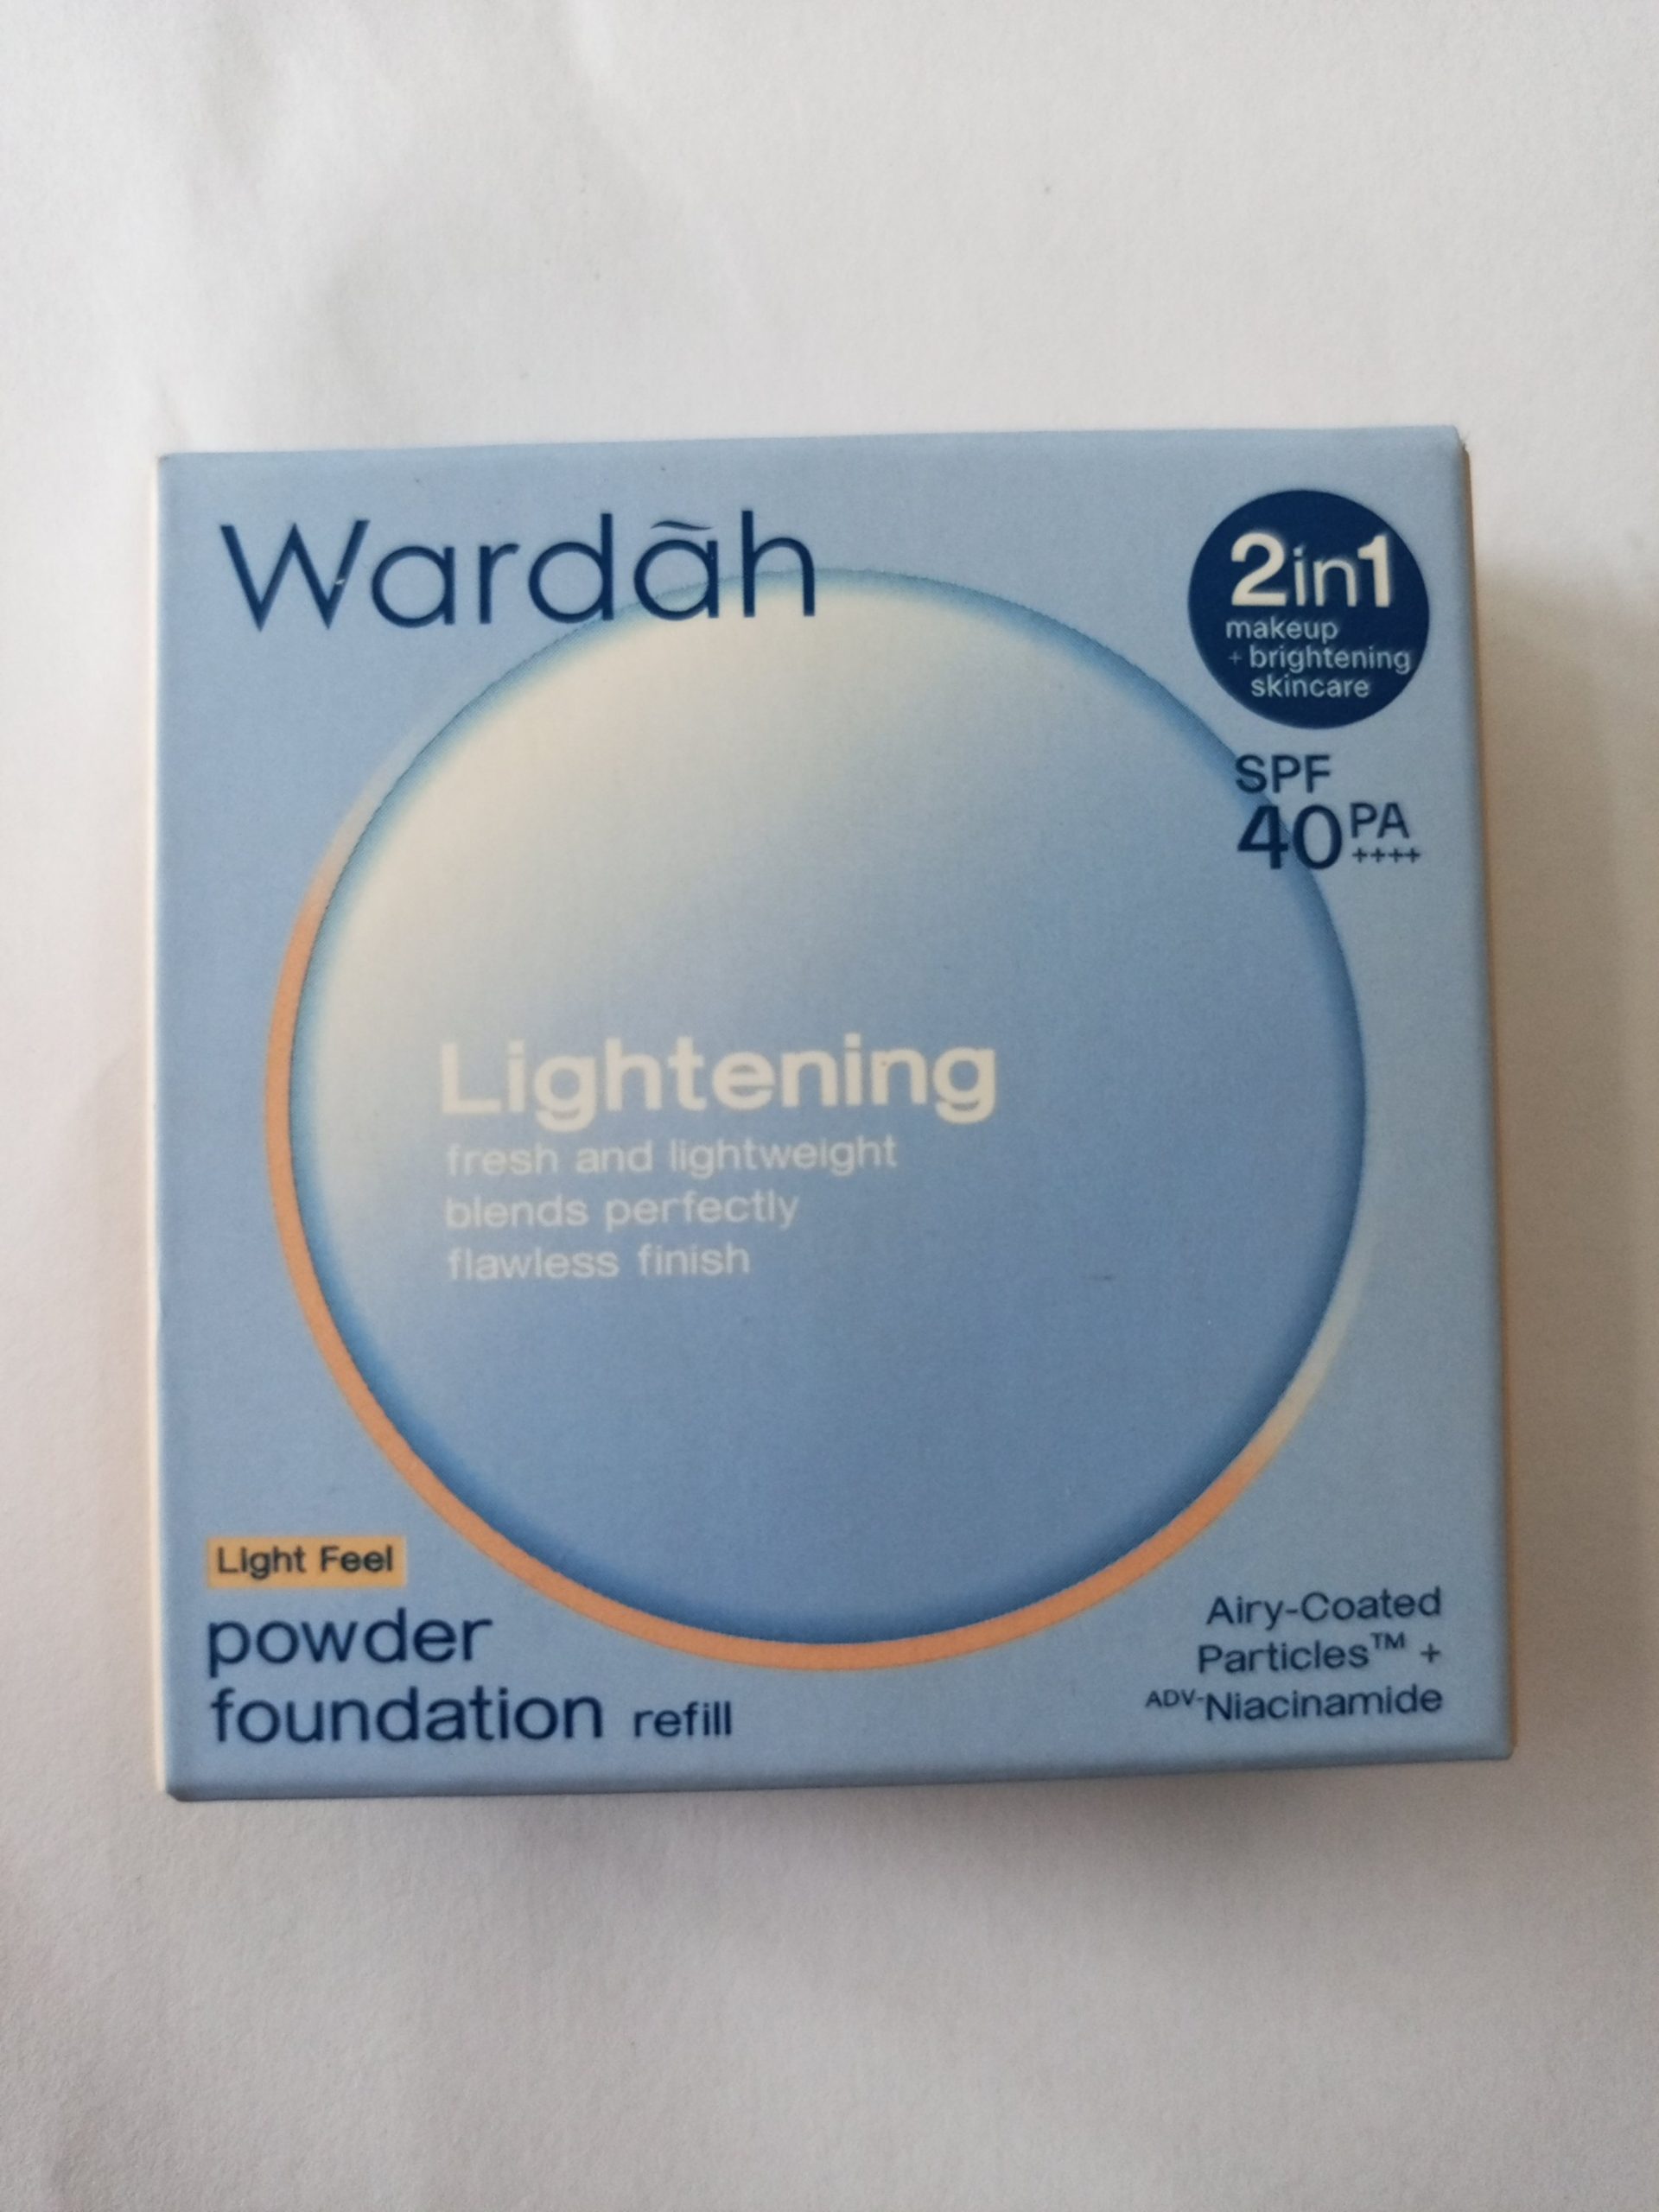 Wardãh
2in1
makeup
+ brightening
skincare
SPF
40 PA
++++
Lightening
fresh and lightweight
blends perfectly
flawless finish
Light Feel
powder
foundation refill
Airy-Coated
Particles™ +
ADV-Niacinamide